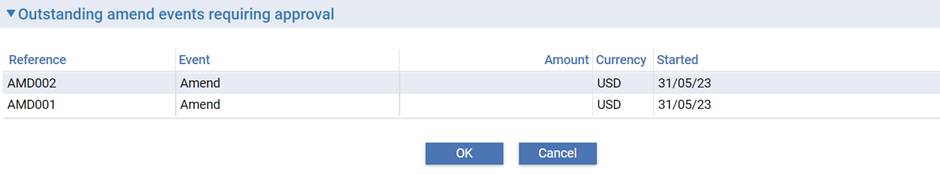 Outstanding amend events requiring approval
Reference Event Amount Currency Started
AMD002 Amend USD 31/05/23
AMD001 Amend USD 31/05/23
OK Cancel